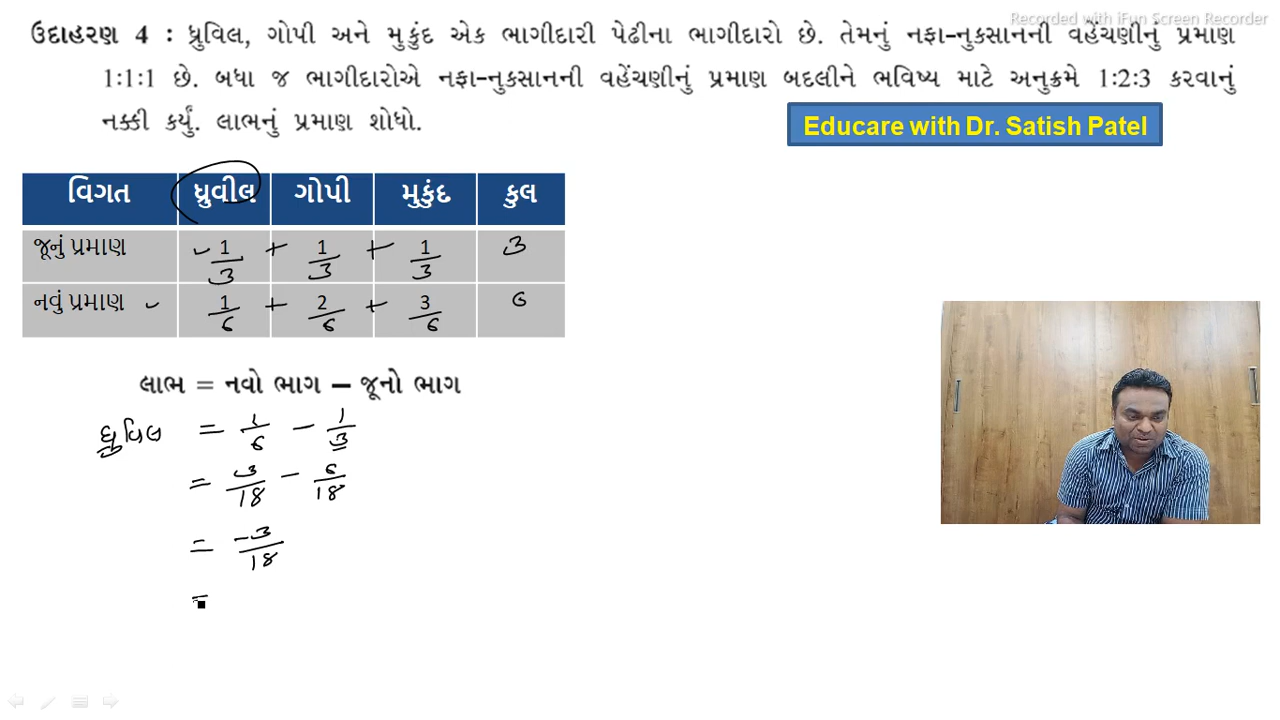 Recorded with iFun Screen Recorder
ઉદાહરણ 4 : ધ્રુવિલ, ગોપી અને મુકુંદ એક ભાગીદારી પેઢીના ભાગીદારો છે. તેમનું નફા-નુકસાનની વહેંચણીનું પ્રમાણ
1:1:1 છે. બધા જ ભાગીદારોએ નફા-નુકસાનની વહેંચણીનું પ્રમાણ બદલીને ભવિષ્ય માટે અનુક્રમે 1:2:3 કરવાનું
નક્કી કર્યું. લાભનું પ્રમાણ શોધો.
Educare with Dr. Satish Patel
વિગત ધ્રુવીલ ગોપી મુકુંદ કુલ
જૂનું પ્રમાણ 1/3 + 1/3 + 1/3 3
નવું પ્રમાણ 1/6 + 2/6 + 3/6 6
લાભ = નવો ભાગ – જૂનો ભાગ
ધ્રુવિલ = 1/6 - 1/3
= 3/18 - 6/18
= -3/18
=